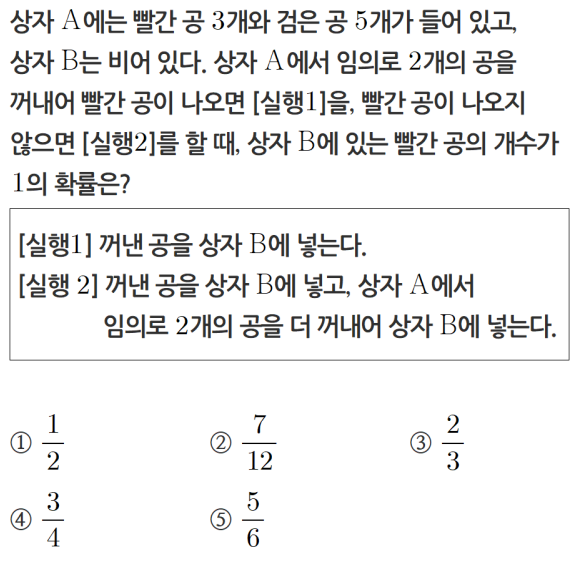 상자 A에는 빨간 공 3개와 검은 공 5개가 들어 있고,
상자 B는 비어 있다. 상자 A에서 임의로 2개의 공을
꺼내어 빨간 공이 나오면 [실행1]을, 빨간 공이 나오지
않으면 [실행2]를 할 때, 상자 B에 있는 빨간 공의 개수가
1의 확률은?
[실행1] 꺼낸 공을 상자 B에 넣는다.
[실행 2] 꺼낸 공을 상자 B에 넣고, 상자 A에서
임의로 2개의 공을 더 꺼내어 상자 B에 넣는다.
① 1/2 ② 7/12 ③ 2/3
④ 3/4 ⑤ 5/6